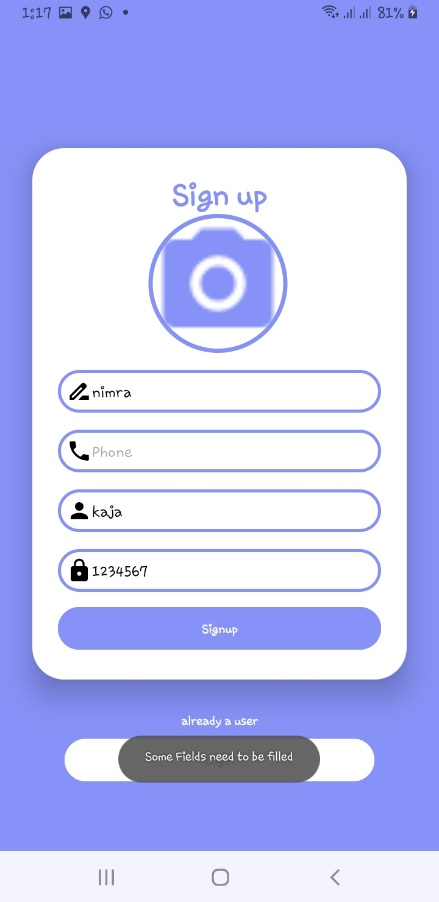 1:17 81%
Sign up
nimra
Phone
kaja
1234567
Signup
already a user
Some Fields need to be filled